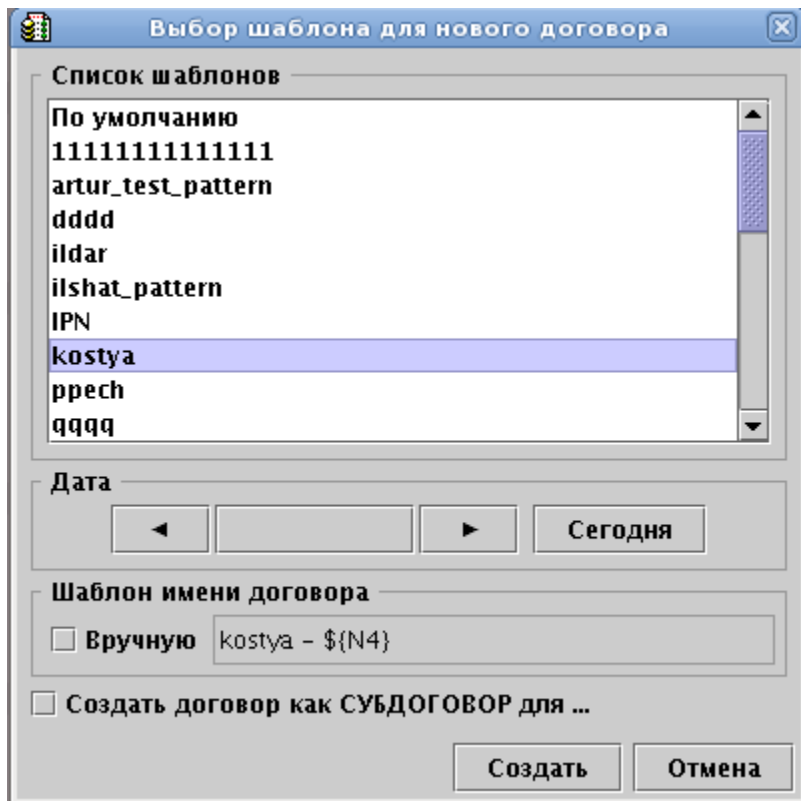 Выбор шаблона для нового договора
Список шаблонов
По умолчанию
11111111111111
artur_test_pattern
dddd
ildar
ilshat_pattern
IPN
kostya
ppech
qqqq
Дата
Сегодня
Шаблон имени договора
Вручную kostya – ${N4}
Создать договор как СУБДОГОВОР для ...
Создать Отмена